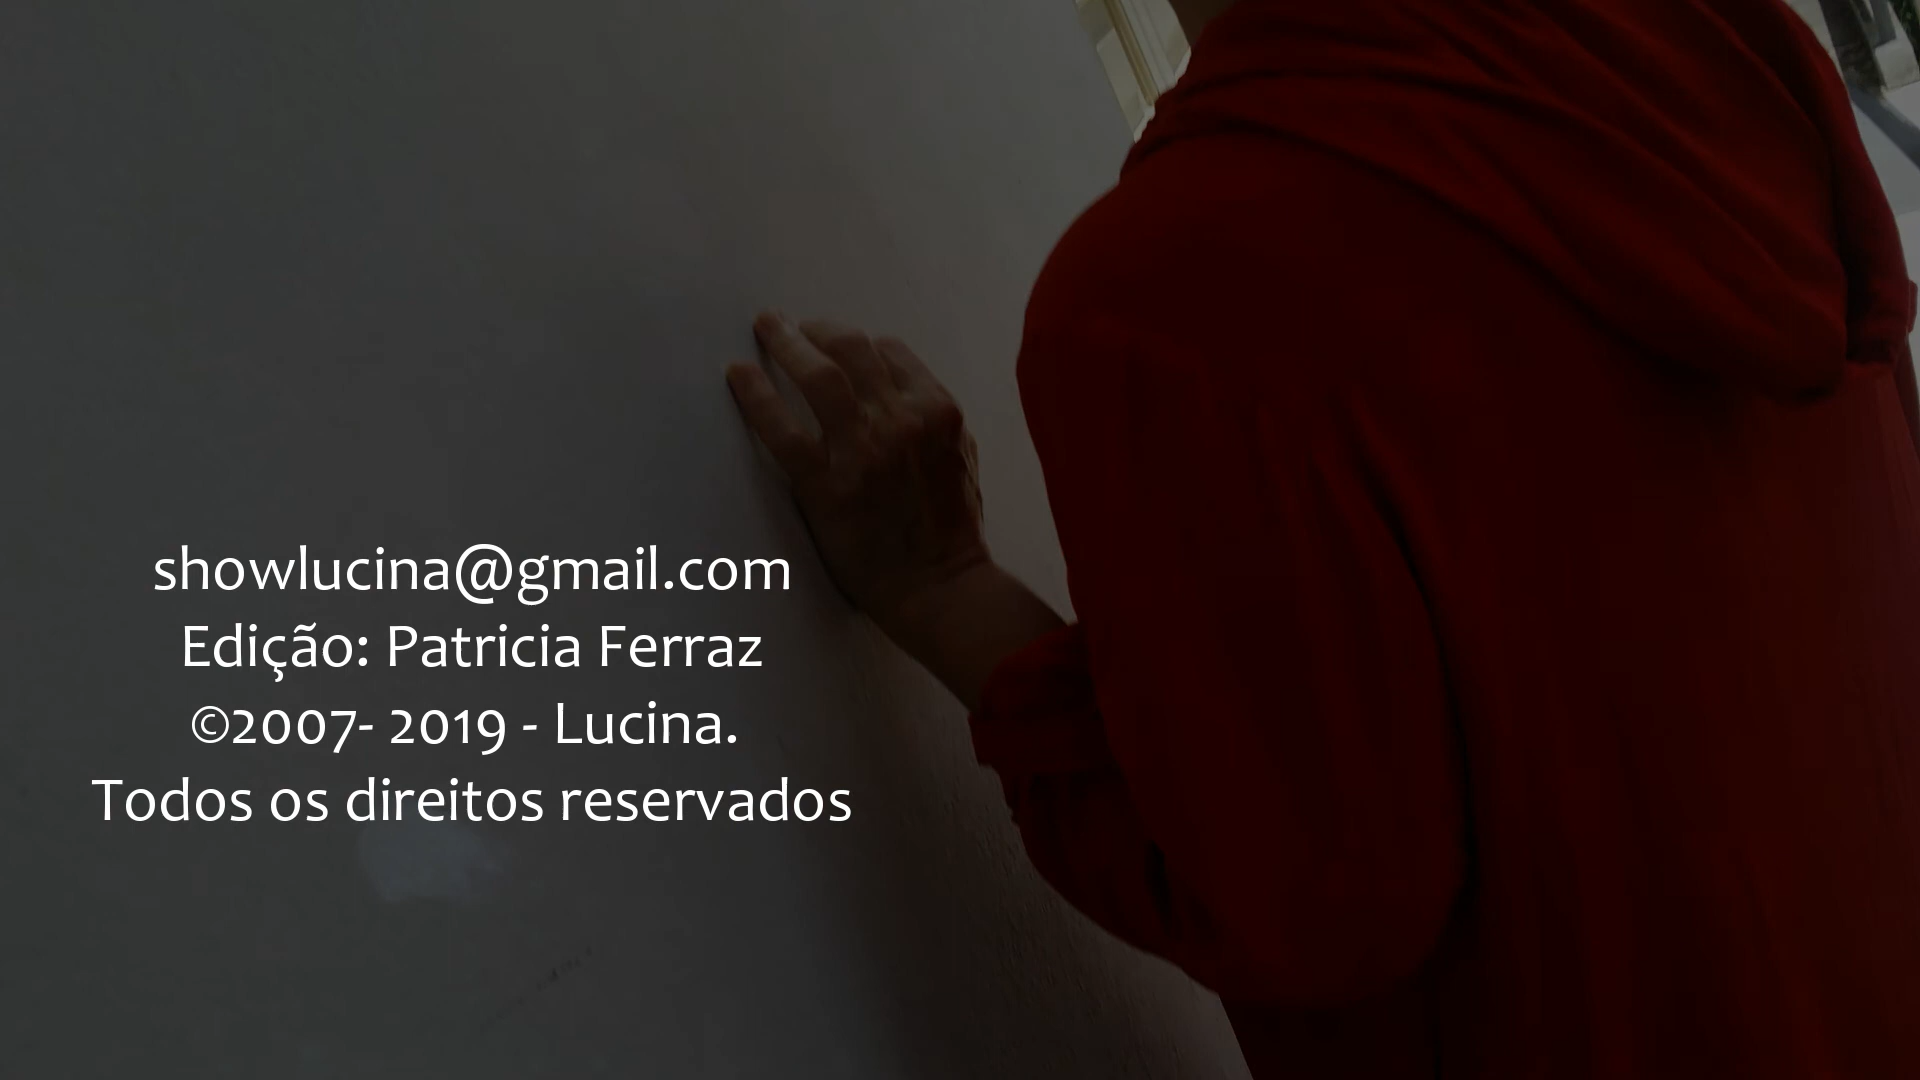 showlucina@gmail.com
Edição: Patricia Ferraz
©2007- 2019 - Lucina.
Todos os direitos reservados